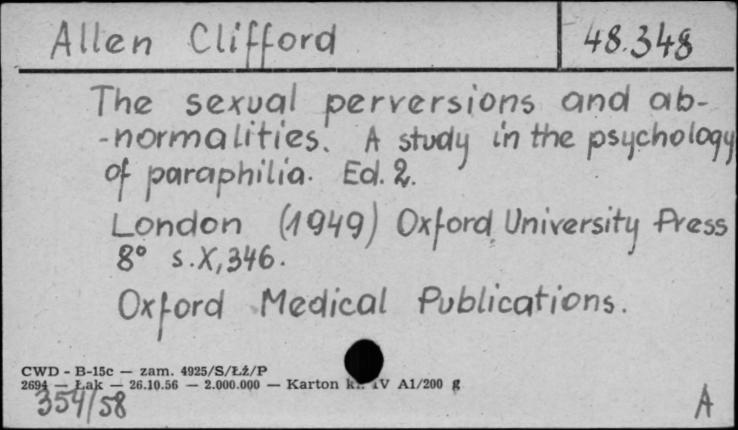 Allen Clifford 48.348
The sexual perversions and ab-
-normalities. A study in the psychology
of paraphilia. Ed. 2.
London (1949) Oxford University Press
8° s.X,346.
Oxford Medical Publications.
CWD - B-15c — zam. 4925/S/Łż/P
2694 — Łak — 26.10.56 — 2.000.000 — Karton kl. IV A1/200 g
354/58 A